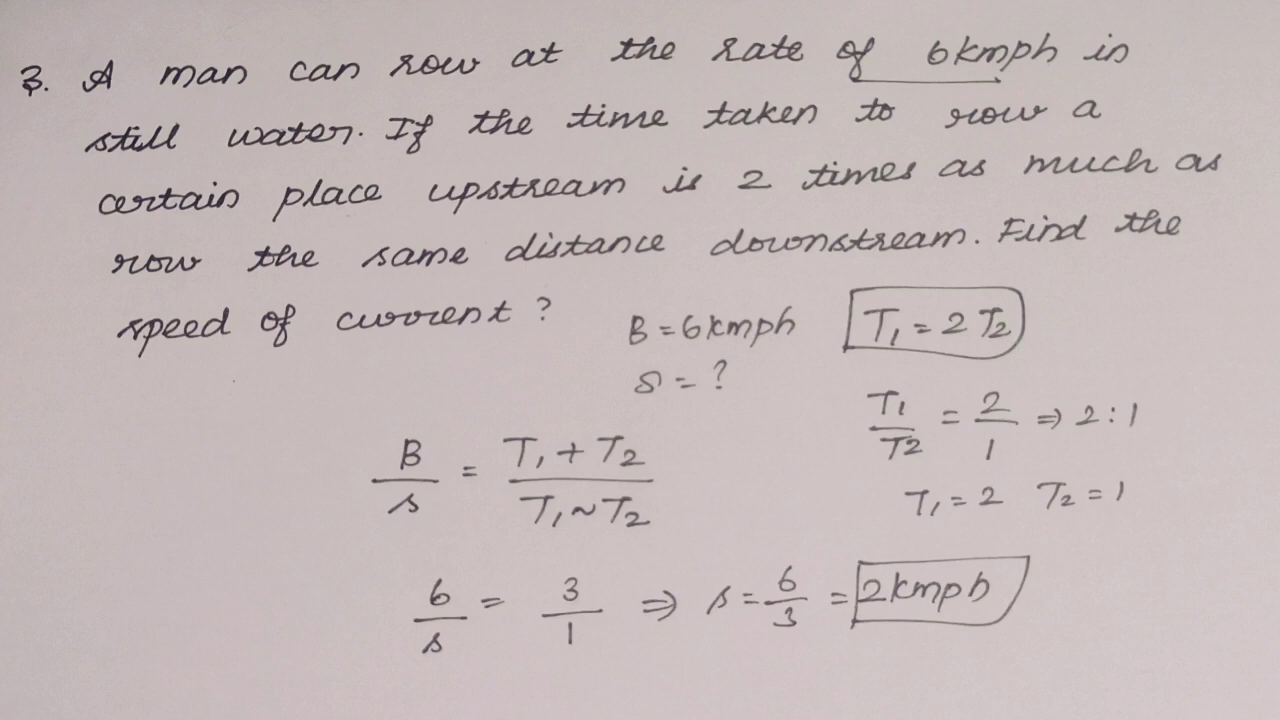 3. A man can row at the rate of 6kmph in
still water. If the time taken to row a
certain place upstream is 2 times as much as
row the same distance downstream. Find the
speed of current?
B=6kmph T₁=2T₂
S=?
T₁/T2 = 2/1 ⇒ 2:1
B/s = T₁+T₂/T₁~T₂
T₁=2 T₂=1
6/s = 3/1 ⇒ s=6/3 = 2kmph